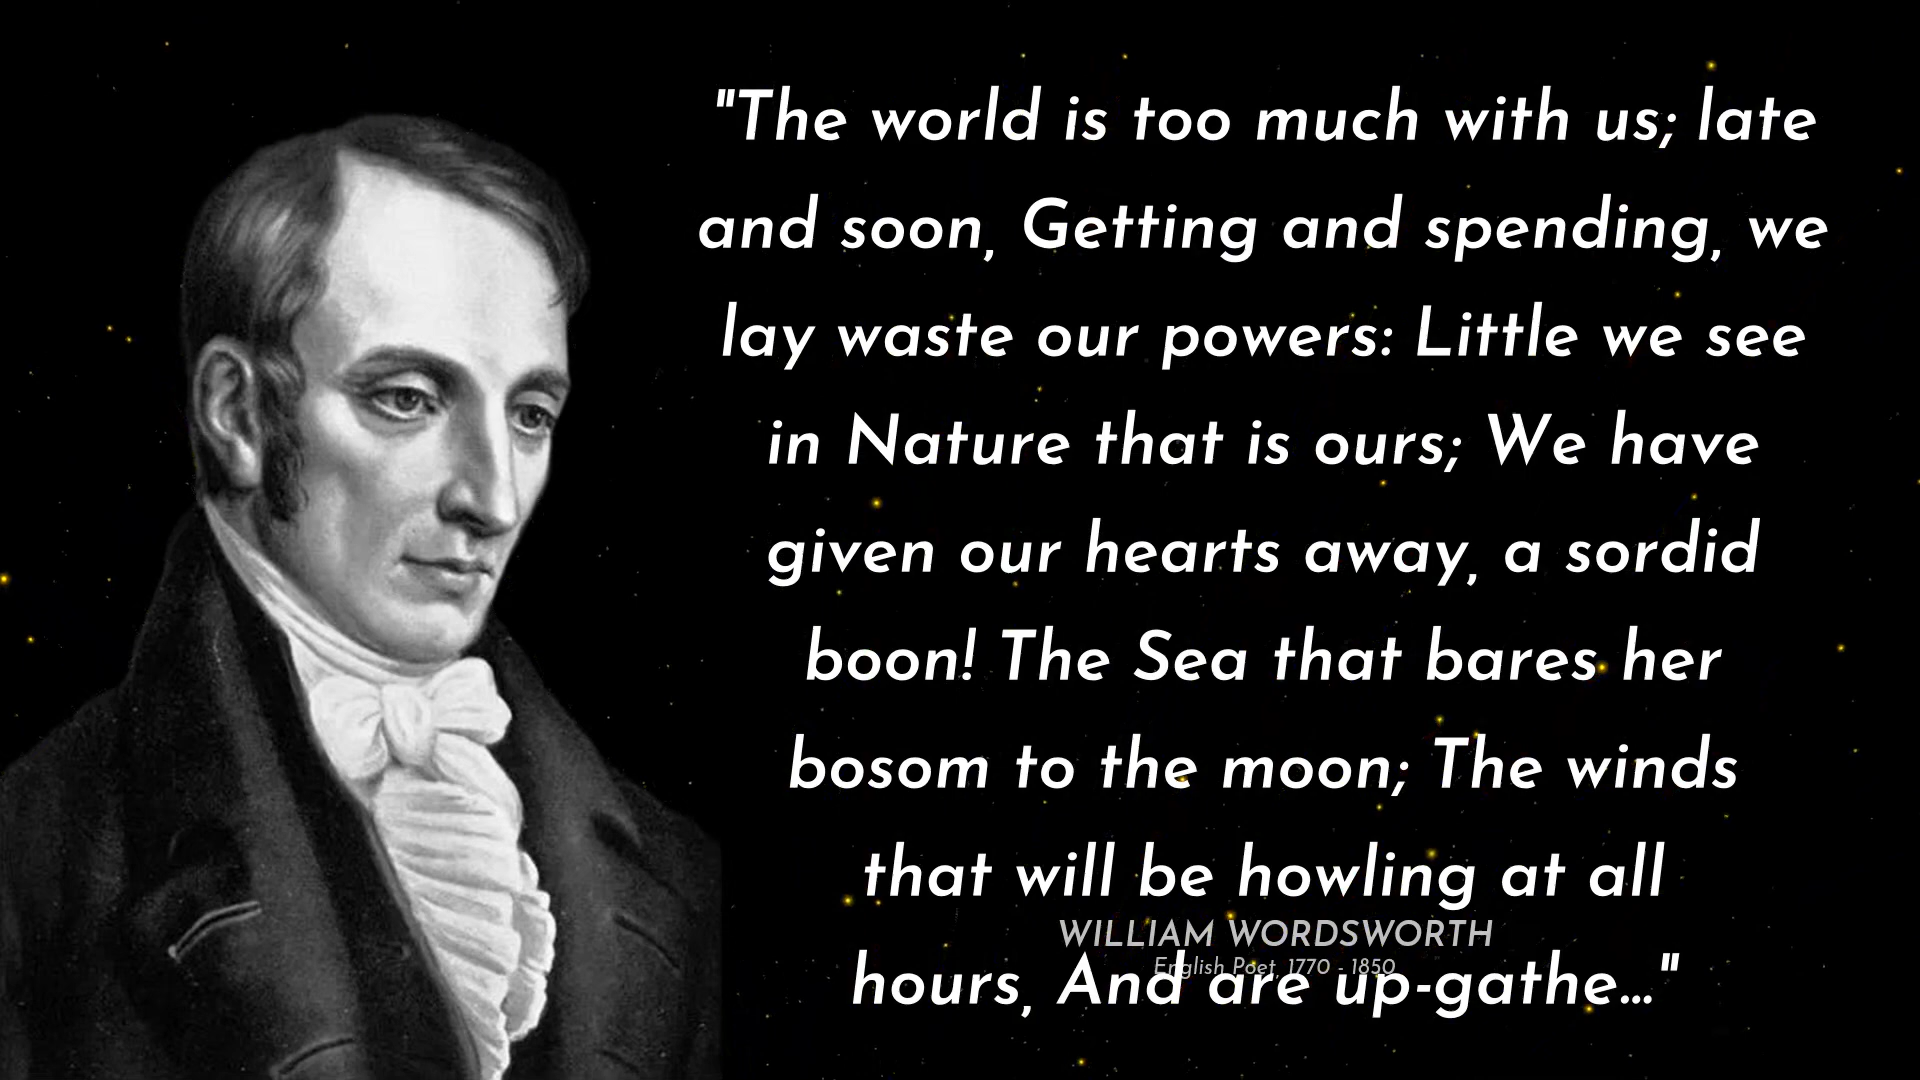 "The world is too much with us; late
and soon, Getting and spending, we
lay waste our powers: Little we see
in Nature that is ours; We have
given our hearts away, a sordid
boon! The Sea that bares her
bosom to the moon; The winds
that will be howling at all
WILLIAM WORDSWORTH
English Poet, 1770 - 1850
hours, And are up-gathe..."